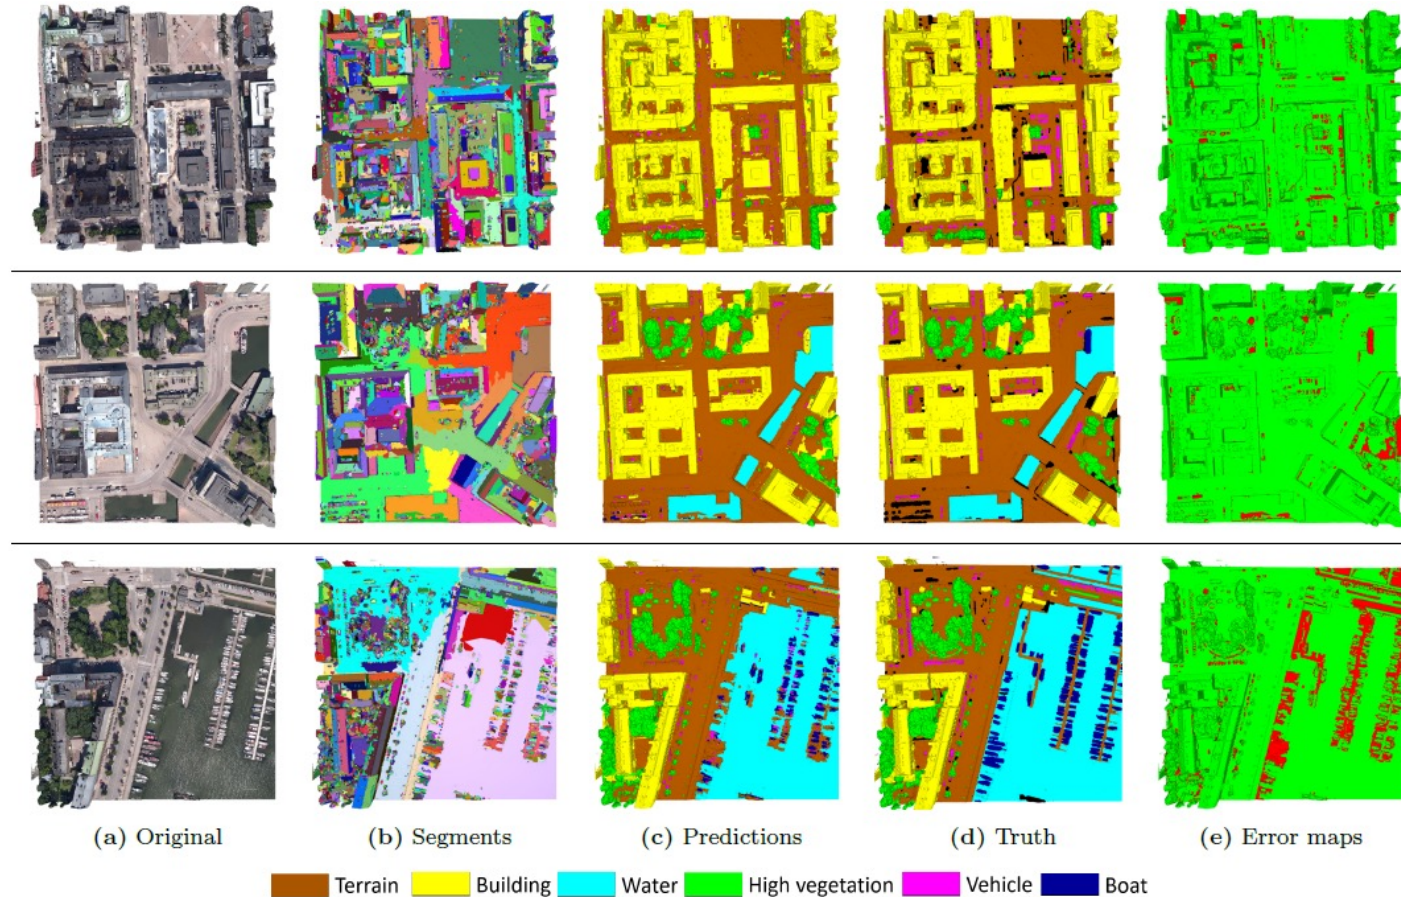 (a) Original (b) Segments (c) Predictions (d) Truth (e) Error maps
Terrain Building Water High vegetation Vehicle Boat